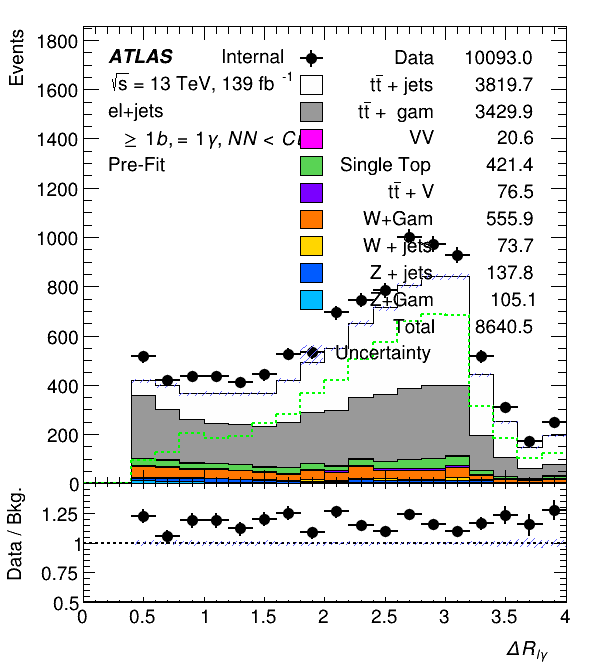 Events
1800
1600
1400
1200
1000
800
600
400
200
0
ATLAS Internal
√s = 13 TeV, 139 fb⁻¹
el+jets
≥ 1b, = 1γ, NN <
Pre-Fit
Data 10093.0
tt̄ + jets 3819.7
tt̄ + gam 3429.9
VV 20.6
Single Top 421.4
tt̄ + V 76.5
W+Gam 555.9
W + jets 73.7
Z + jets 137.8
Z+Gam 105.1
Total 8640.5
Uncertainty
Data / Bkg.
1.25
1
0.75
0.5
0 0.5 1 1.5 2 2.5 3 3.5 4
ΔR_lγ